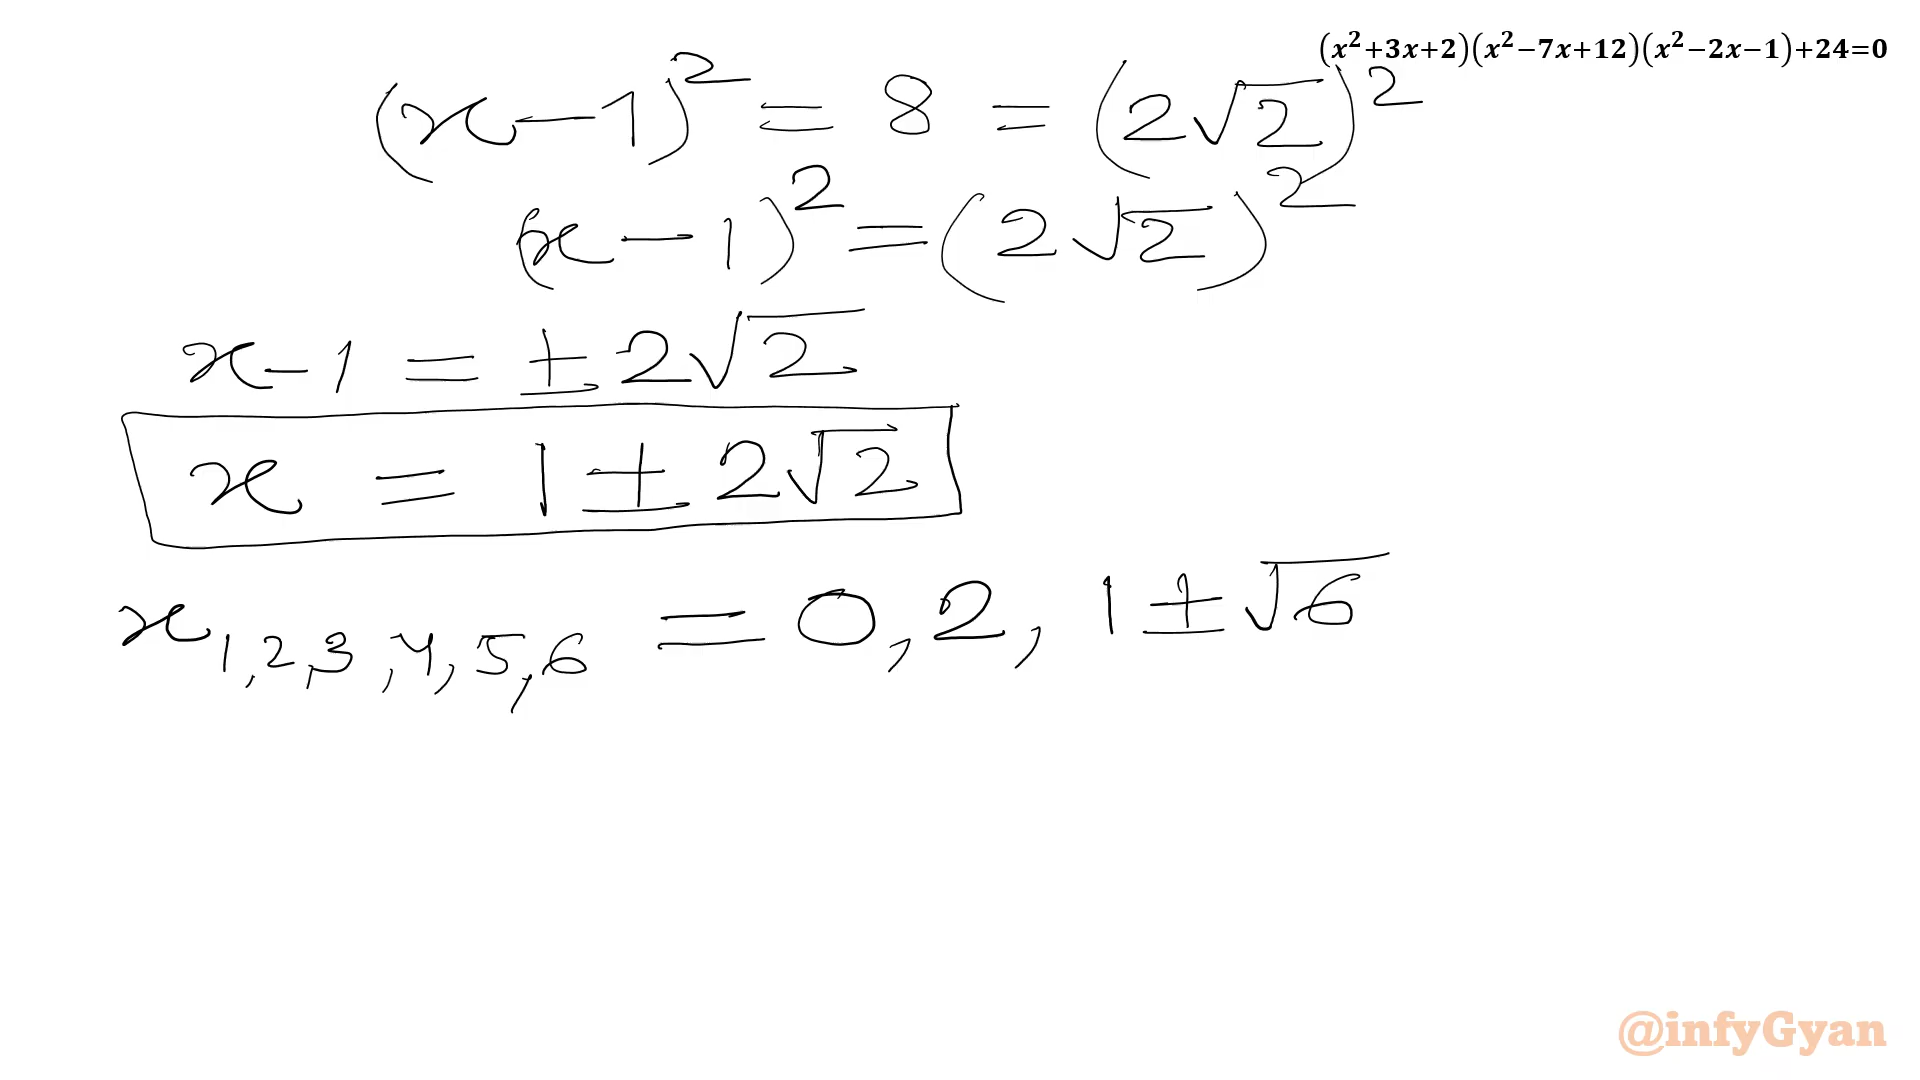 (x²+3x+2)(x²−7x+12)(x²−2x−1)+24=0
(x−1)² = 8 = (2√2)²
(x−1)² = (2√2)²
x−1 = ±2√2
x = 1±2√2
x₁,₂,₃,₄,₅,₆ = 0, 2, 1±√6
@infyGyan